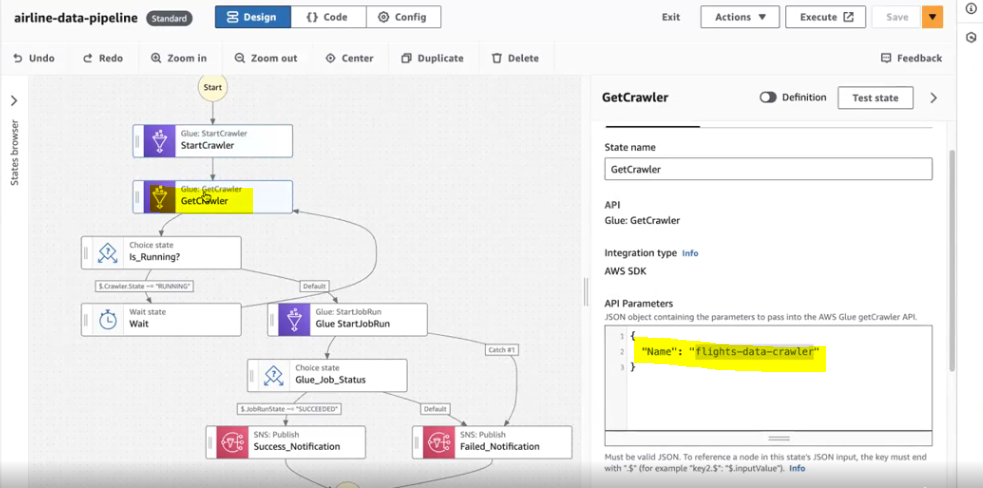 airline-data-pipeline
Standard
Design
{} Code
Config
Exit
Actions
Execute
Save
Undo
Redo
Zoom in
Zoom out
Center
Duplicate
Delete
Feedback
States browser
Start
Glue: StartCrawler
StartCrawler
Glue: GetCrawler
GetCrawler
Choice state
Is_Running?
$.Crawler.State == "RUNNING"
Default
Wait state
Wait
Glue: StartJobRun
Glue StartJobRun
Catch #1
Choice state
Glue_Job_Status
$.JobRunState == "SUCCEEDED"
Default
SNS: Publish
Success_Notification
SNS: Publish
Failed_Notification
GetCrawler
Definition
Test state
State name
GetCrawler
API
Glue: GetCrawler
Integration type Info
AWS SDK
API Parameters
JSON object containing the parameters to pass into the AWS Glue getCrawler API.
1 {
2 "Name": "flights-data-crawler"
3 }
Must be valid JSON. To reference a node in this state's JSON input, the key must end
with ".$" (for example "key2.$": "$.inputValue"). Info